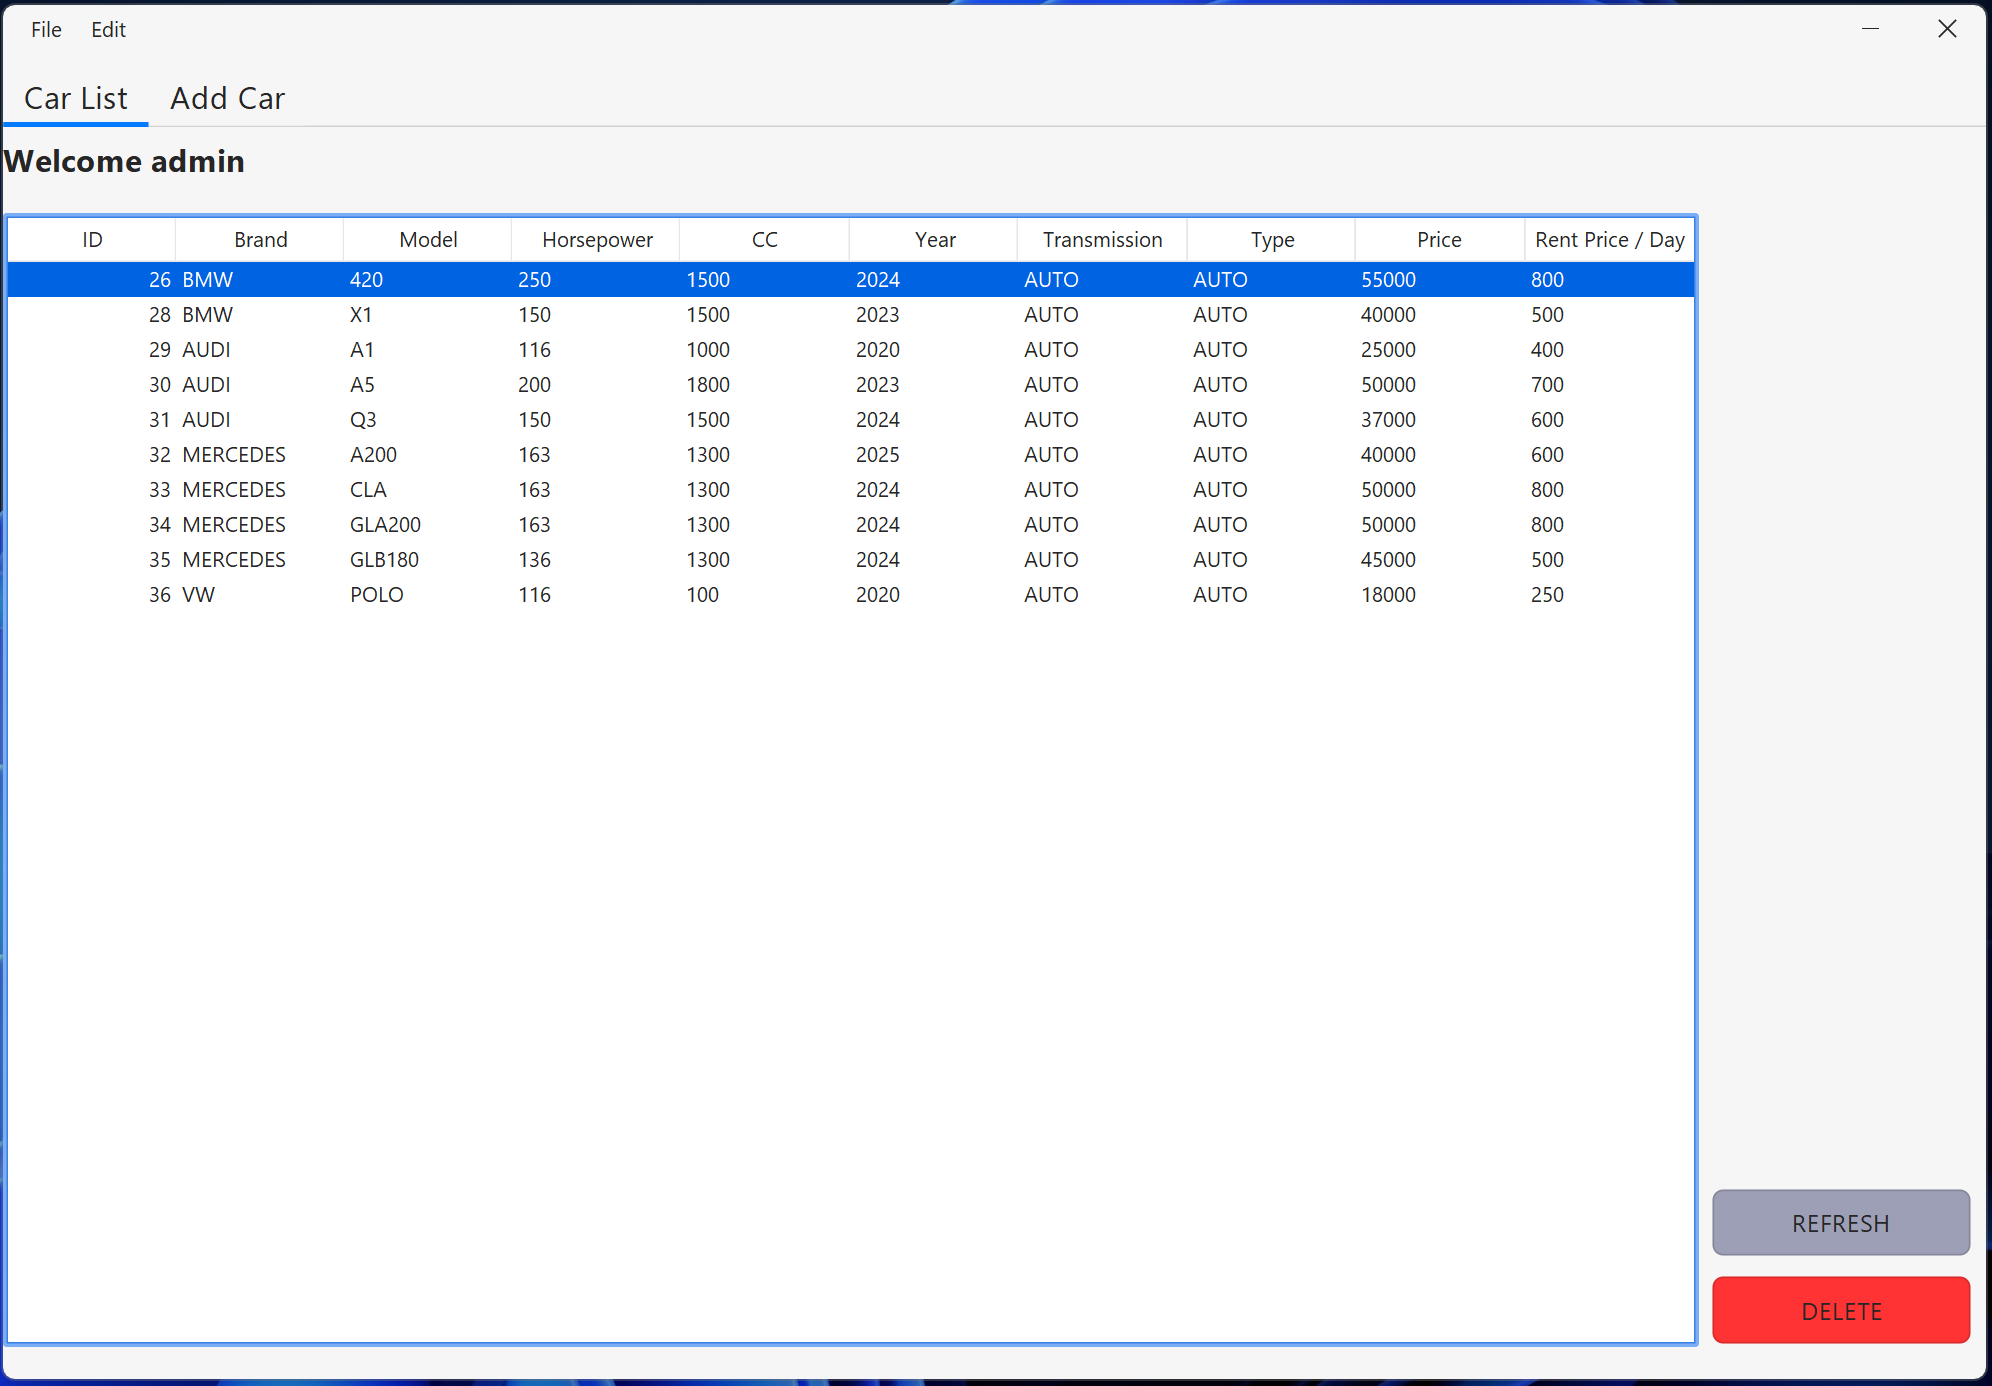 File Edit
Car List Add Car
Welcome admin
ID Brand Model Horsepower CC Year Transmission Type Price Rent Price / Day
26 BMW 420 250 1500 2024 AUTO AUTO 55000 800
28 BMW X1 150 1500 2023 AUTO AUTO 40000 500
29 AUDI A1 116 1000 2020 AUTO AUTO 25000 400
30 AUDI A5 200 1800 2023 AUTO AUTO 50000 700
31 AUDI Q3 150 1500 2024 AUTO AUTO 37000 600
32 MERCEDES A200 163 1300 2025 AUTO AUTO 40000 600
33 MERCEDES CLA 163 1300 2024 AUTO AUTO 50000 800
34 MERCEDES GLA200 163 1300 2024 AUTO AUTO 50000 800
35 MERCEDES GLB180 136 1300 2024 AUTO AUTO 45000 500
36 VW POLO 116 100 2020 AUTO AUTO 18000 250
REFRESH
DELETE